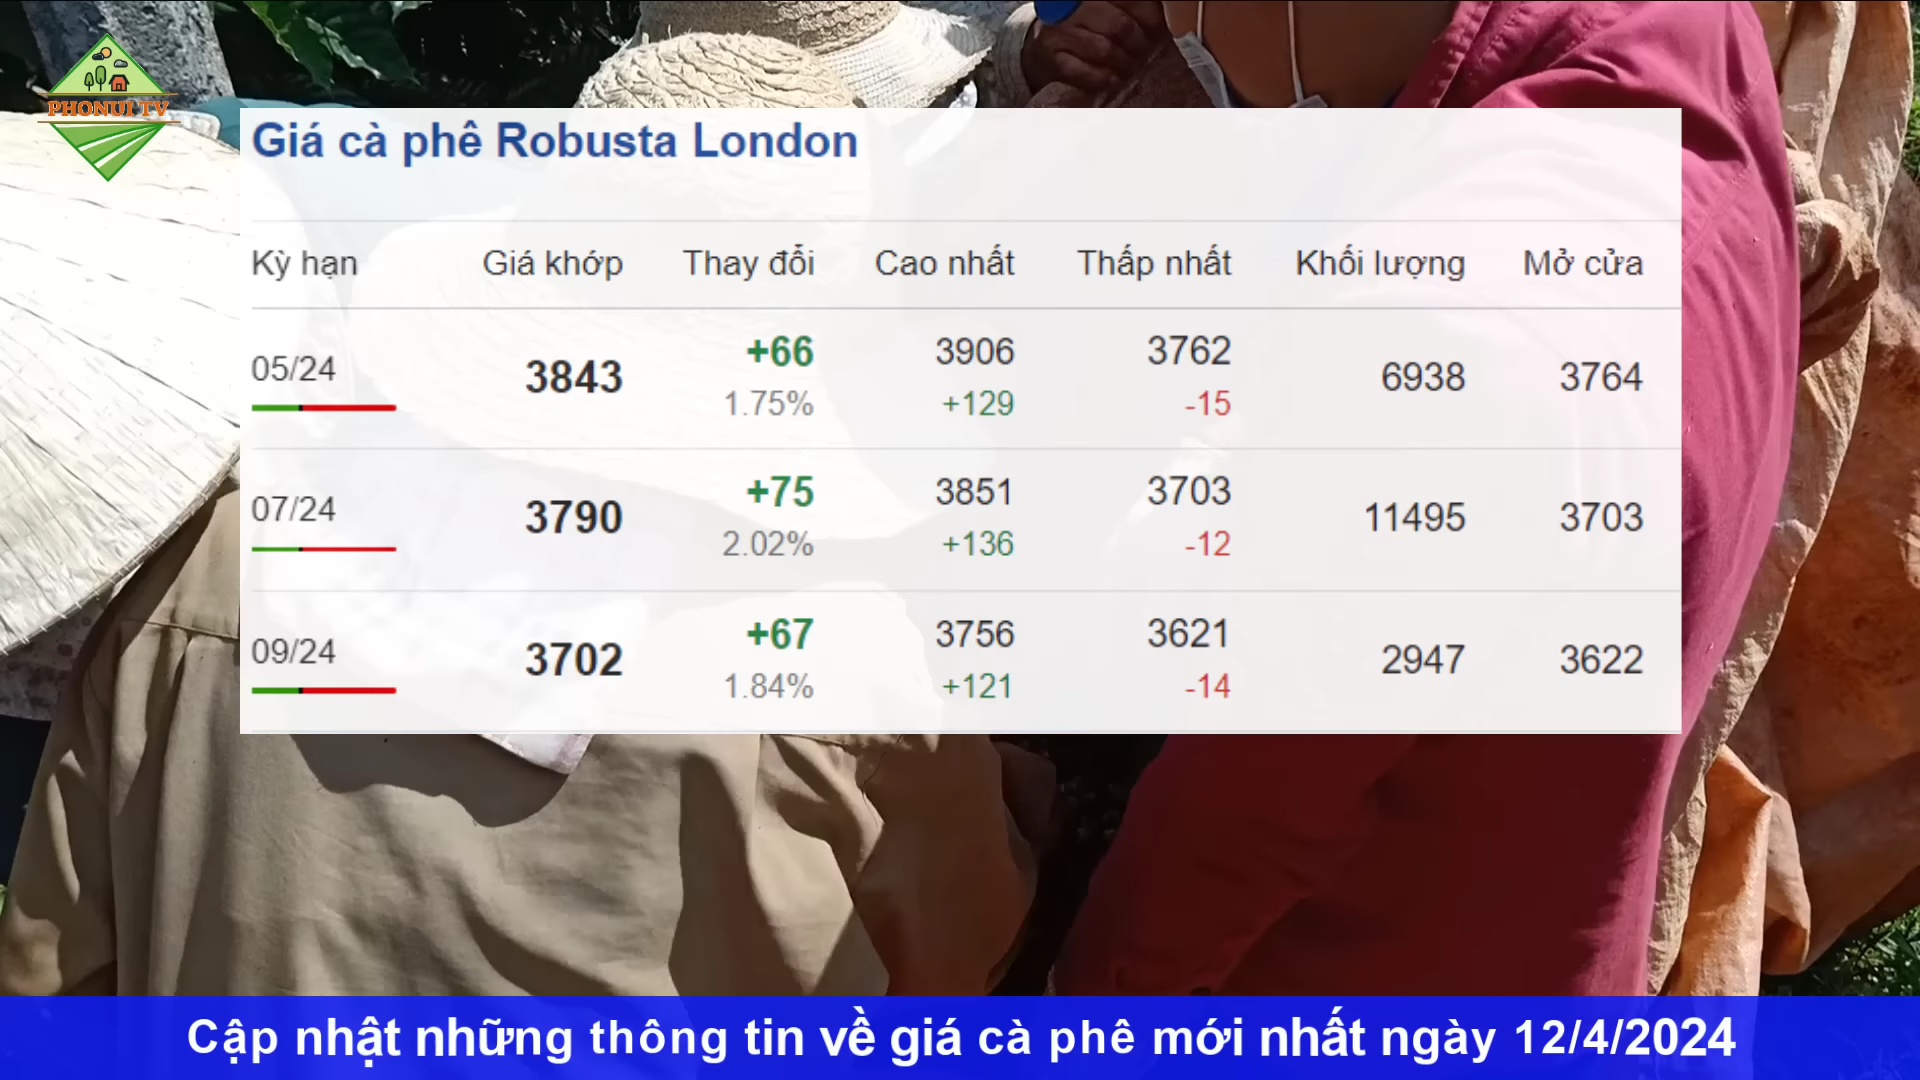 PHONUI TV
Giá cà phê Robusta London
Kỳ hạn Giá khớp Thay đổi Cao nhất Thấp nhất Khối lượng Mở cửa
05/24 3843 +66 3906 3762 6938 3764
1.75% +129 -15
07/24 3790 +75 3851 3703 11495 3703
2.02% +136 -12
09/24 3702 +67 3756 3621 2947 3622
1.84% +121 -14
Cập nhật những thông tin về giá cà phê mới nhất ngày 12/4/2024